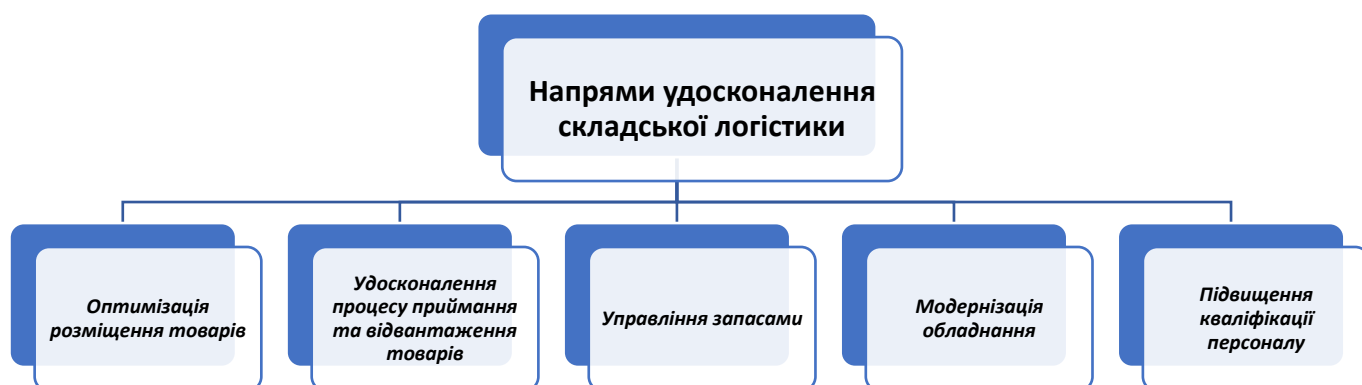 Напрями удосконалення
складської логістики
Оптимізація
розміщення товарів
Удосконалення
процесу приймання
та відвантаження
товарів
Управління запасами
Модернізація
обладнання
Підвищення
кваліфікації
персоналу